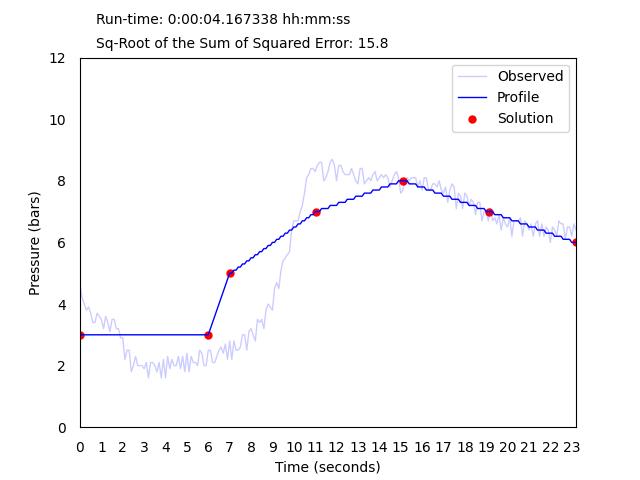 Run-time: 0:00:04.167338 hh:mm:ss
Sq-Root of the Sum of Squared Error: 15.8
Observed
Profile
Solution
12
10
8
6
4
2
0
Pressure (bars)
0 1 2 3 4 5 6 7 8 9 10 11 12 13 14 15 16 17 18 19 20 21 22 23
Time (seconds)